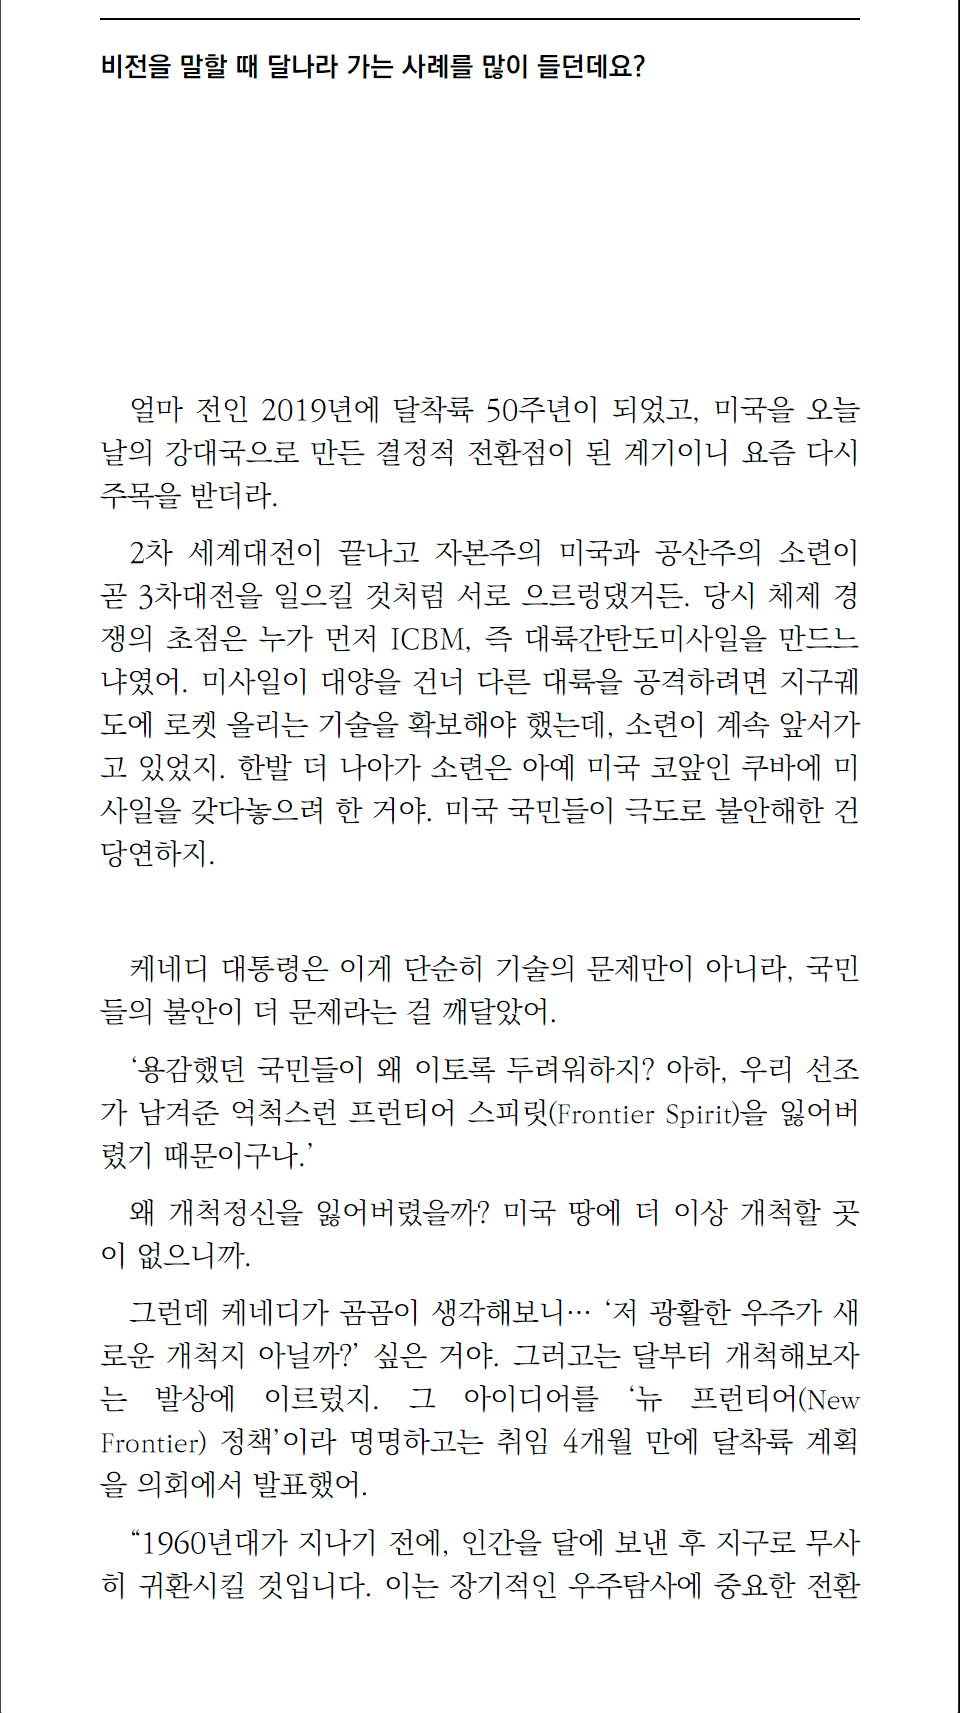 비전을 말할 때 달나라 가는 사례를 많이 들던데요?
얼마 전인 2019년에 달착륙 50주년이 되었고, 미국을 오늘
날의 강대국으로 만든 결정적 전환점이 된 계기이니 요즘 다시
주목을 받더라.
2차 세계대전이 끝나고 자본주의 미국과 공산주의 소련이
곧 3차대전을 일으킬 것처럼 서로 으르렁댔거든. 당시 체제 경
쟁의 초점은 누가 먼저 ICBM, 즉 대륙간탄도미사일을 만드느
냐였어. 미사일이 대양을 건너 다른 대륙을 공격하려면 지구궤
도에 로켓 올리는 기술을 확보해야 했는데, 소련이 계속 앞서가
고 있었지. 한발 더 나아가 소련은 아예 미국 코앞인 쿠바에 미
사일을 갖다놓으려 한 거야. 미국 국민들이 극도로 불안해한 건
당연하지.
케네디 대통령은 이게 단순히 기술의 문제만이 아니라, 국민
들의 불안이 더 문제라는 걸 깨달았어.
‘용감했던 국민들이 왜 이토록 두려워하지? 아하, 우리 선조
가 남겨준 억척스런 프런티어 스피릿(Frontier Spirit)을 잃어버
렸기 때문이구나.’
왜 개척정신을 잃어버렸을까? 미국 땅에 더 이상 개척할 곳
이 없으니까.
그런데 케네디가 곰곰이 생각해보니… ‘저 광활한 우주가 새
로운 개척지 아닐까?’ 싶은 거야. 그러고는 달부터 개척해보자
는 발상에 이르렀지. 그 아이디어를 ‘뉴 프런티어(New
Frontier) 정책’이라 명명하고는 취임 4개월 만에 달착륙 계획
을 의회에서 발표했어.
“1960년대가 지나기 전에, 인간을 달에 보낸 후 지구로 무사
히 귀환시킬 것입니다. 이는 장기적인 우주탐사에 중요한 전환